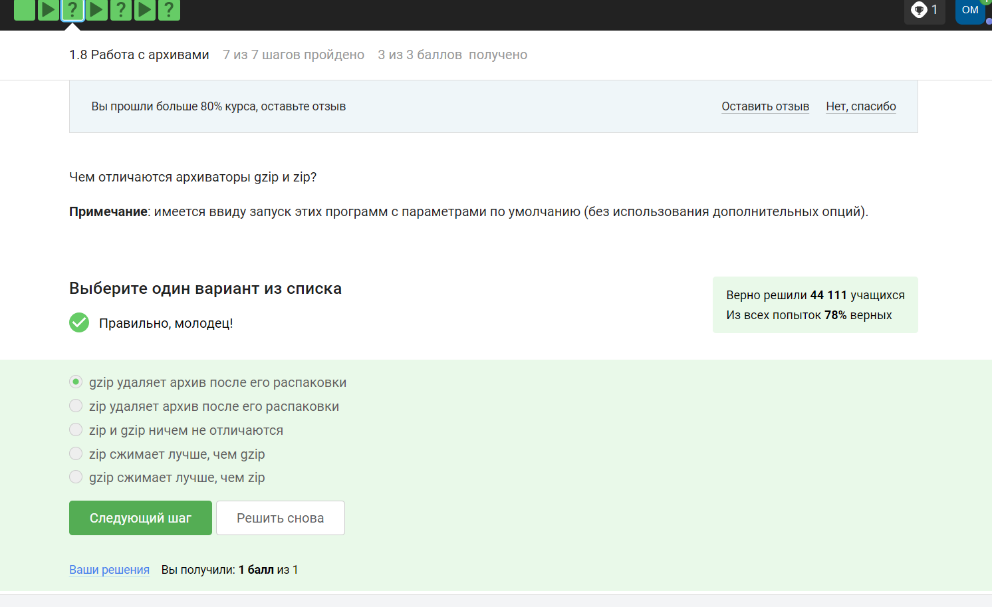 ? ? ?
1 OM
1.8 Работа с архивами 7 из 7 шагов пройдено 3 из 3 баллов получено
Вы прошли больше 80% курса, оставьте отзыв Оставить отзыв Нет, спасибо
Чем отличаются архиваторы gzip и zip?
Примечание: имеется ввиду запуск этих программ с параметрами по умолчанию (без использования дополнительных опций).
Выберите один вариант из списка
Правильно, молодец!
Верно решили 44 111 учащихся
Из всех попыток 78% верных
gzip удаляет архив после его распаковки
zip удаляет архив после его распаковки
zip и gzip ничем не отличаются
zip сжимает лучше, чем gzip
gzip сжимает лучше, чем zip
Следующий шаг Решить снова
Ваши решения Вы получили: 1 балл из 1